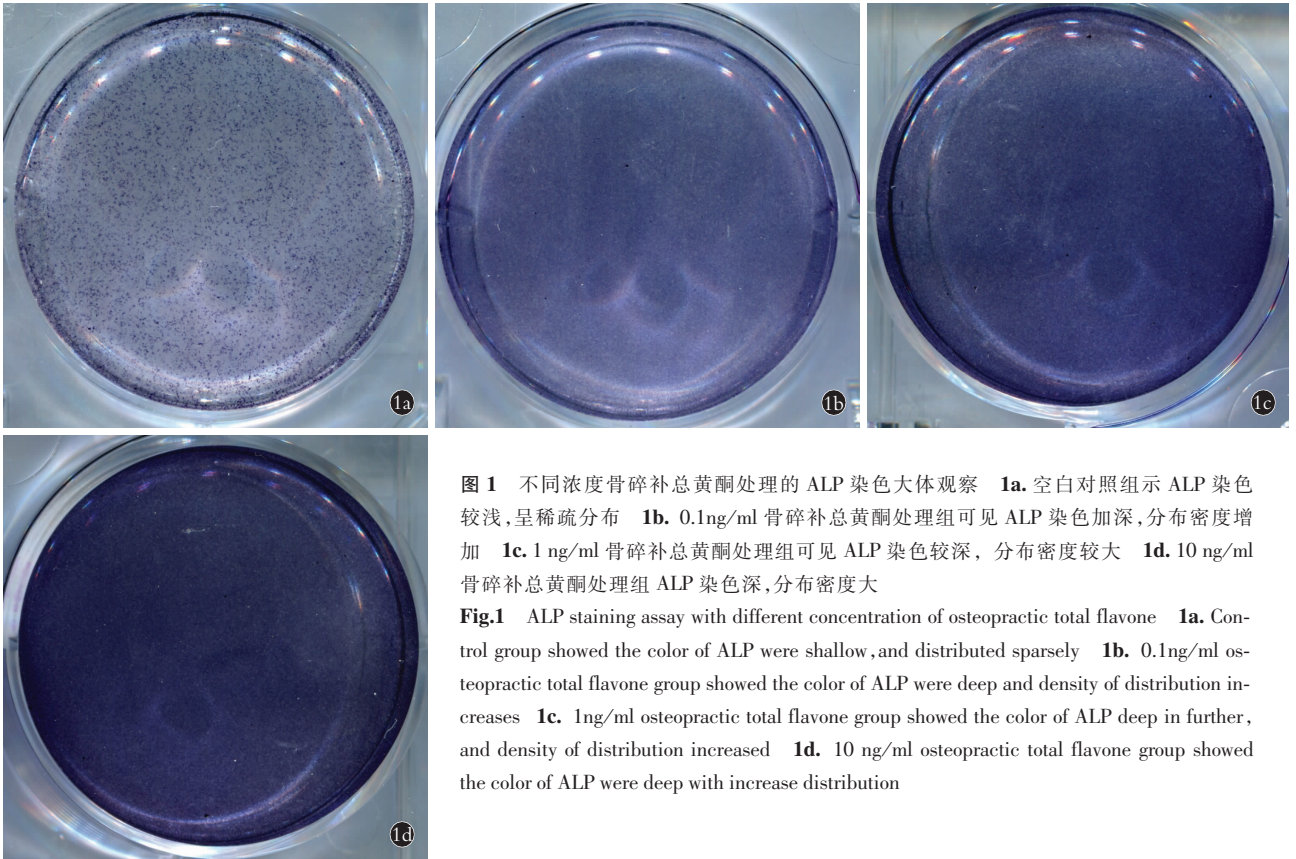 1a
1b
1c
1d
图 1 不同浓度骨碎补总黄酮处理的 ALP 染色大体观察 1a. 空白对照组示 ALP 染色
较浅,呈稀疏分布 1b. 0.1ng/ml 骨碎补总黄酮处理组可见 ALP 染色加深,分布密度增
加 1c. 1 ng/ml 骨碎补总黄酮处理组可见 ALP 染色较深, 分布密度较大 1d. 10 ng/ml
骨碎补总黄酮处理组 ALP 染色深,分布密度大
Fig.1 ALP staining assay with different concentration of osteopractic total flavone 1a. Con-
trol group showed the color of ALP were shallow,and distributed sparsely 1b. 0.1ng/ml os-
teopractic total flavone group showed the color of ALP were deep and density of distribution in-
creases 1c. 1ng/ml osteopractic total flavone group showed the color of ALP deep in further,
and density of distribution increased 1d. 10 ng/ml osteopractic total flavone group showed
the color of ALP were deep with increase distribution